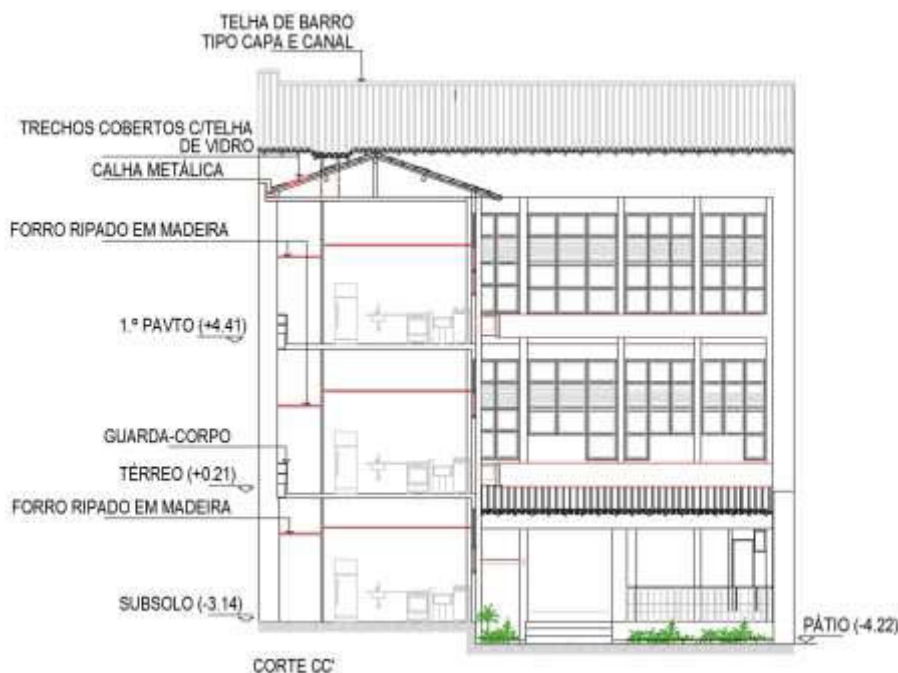 TELHA DE BARRO
TIPO CAPA E CANAL
TRECHOS COBERTOS C/TELHA
DE VIDRO
CALHA METÁLICA
FORRO RIPADO EM MADEIRA
1.º PAVTO (+4.41)
GUARDA-CORPO
TÉRREO (+0.21)
FORRO RIPADO EM MADEIRA
SUBSOLO (-3.14)
PÁTIO (-4.22)
CORTE CC'